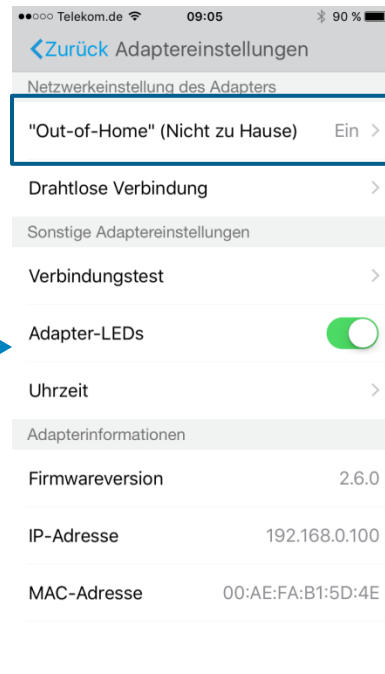 Telekom.de 09:05 90 %
Zurück Adaptereinstellungen
Netzwerkeinstellung des Adapters
"Out-of-Home" (Nicht zu Hause) Ein
Drahtlose Verbindung
Sonstige Adaptereinstellungen
Verbindungstest
Adapter-LEDs
Uhrzeit
Adapterinformationen
Firmwareversion 2.6.0
IP-Adresse 192.168.0.100
MAC-Adresse 00:AE:FA:B1:5D:4E